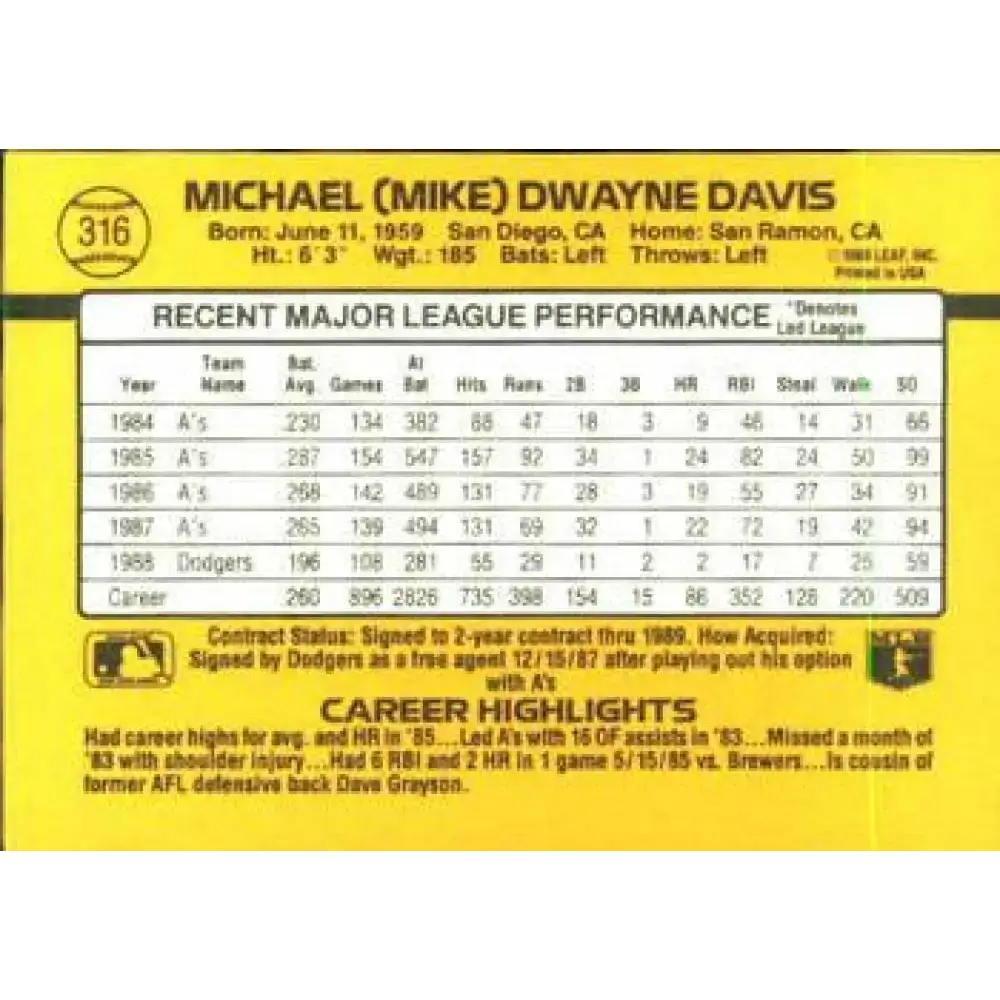 316
MICHAEL (MIKE) DWAYNE DAVIS
Born: June 11, 1959 San Diego, CA Home: San Ramon, CA
Ht.: 6'3" Wgt.: 185 Bats: Left Throws: Left
LEAF, INC.
Printed in USA
RECENT MAJOR LEAGUE PERFORMANCE *Denotes Led League
Year Team Name Bat. Avg. Games At Bat Hits Runs 2B 3B HR RBI Steal Walk SO
1984 A's .230 134 382 88 47 18 3 9 46 14 31 66
1985 A's .287 154 547 157 92 34 1 24 82 24 50 99
1986 A's .268 142 489 131 77 28 3 19 55 27 34 91
1987 A's .265 139 494 131 69 32 1 22 72 19 42 94
1988 Dodgers .196 108 281 55 29 11 2 2 17 7 25 59
Career .260 896 2826 735 398 154 15 86 352 128 220 509
Contract Status: Signed to 2-year contract thru 1989. How Acquired:
Signed by Dodgers as a free agent 12/15/87 after playing out his option
with A's
CAREER HIGHLIGHTS
Had career highs for avg. and HR in '85...Led A's with 16 OF assists in '83...Missed a month of
'83 with shoulder injury...Had 6 RBI and 2 HR in 1 game 5/15/85 vs. Brewers...Is cousin of
former AFL defensive back Dave Grayson.